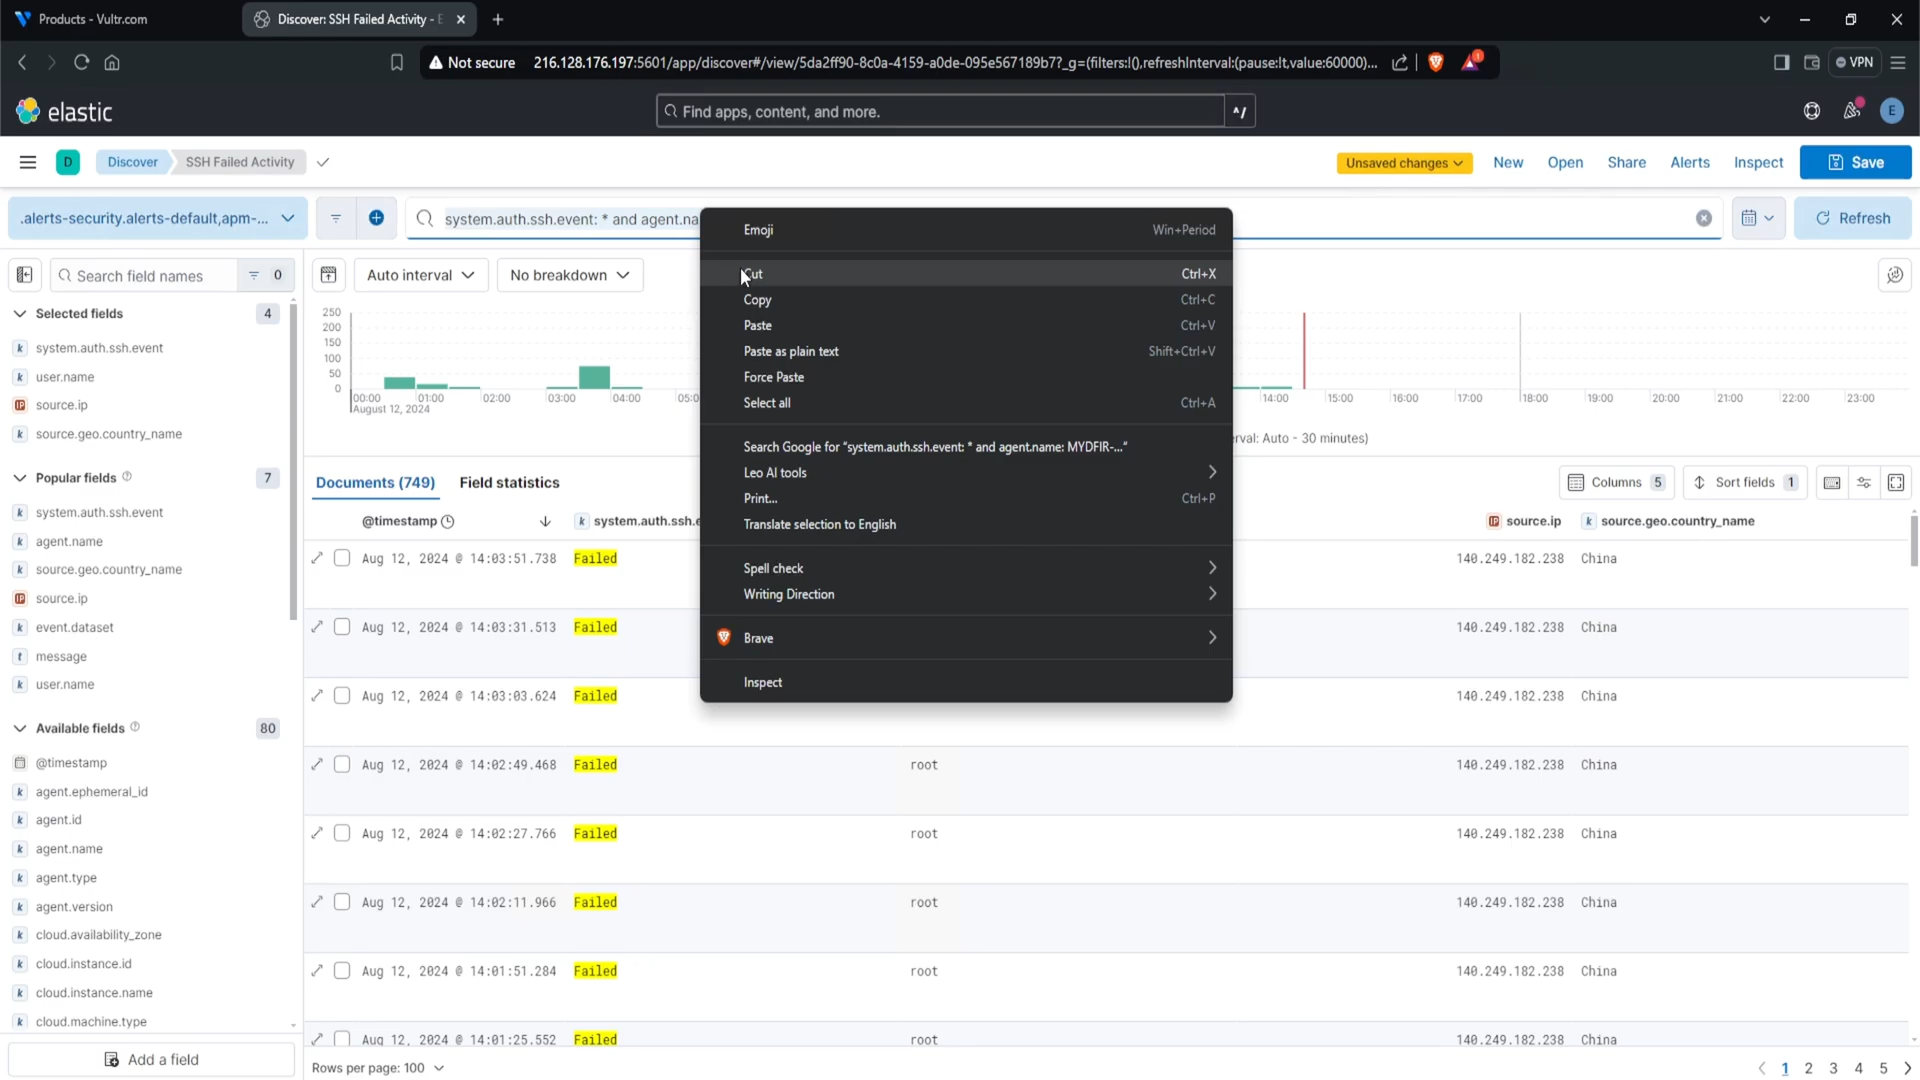 Products - Vultr.com
Discover: SSH Failed Activity - E
Not secure 216.128.176.197:5601/app/discover#/view/5da2ff90-8c0a-4159-a0de-095e567189b7?_g=(filters:!(),refreshInterval:(pause:!t,value:60000)...
1
VPN
elastic
Find apps, content, and more.
^/
E
D
Discover
SSH Failed Activity
Unsaved changes
New
Open
Share
Alerts
Inspect
Save
.alerts-security.alerts-default,apm-...
system.auth.ssh.event: * and agent.na
Refresh
Search field names
0
Auto interval
No breakdown
Selected fields
4
system.auth.ssh.event
user.name
source.ip
source.geo.country_name
Popular fields
7
system.auth.ssh.event
agent.name
source.geo.country_name
source.ip
event.dataset
message
user.name
Available fields
80
@timestamp
agent.ephemeral_id
agent.id
agent.name
agent.type
agent.version
cloud.availability_zone
cloud.instance.id
cloud.instance.name
cloud.machine.type
Add a field
250
200
150
100
50
0
00:00 01:00 02:00 03:00 04:00 05:0
August 12, 2024
14:00 15:00 16:00 17:00 18:00 19:00 20:00 21:00 22:00 23:00
rval: Auto - 30 minutes)
Emoji Win+Period
Cut Ctrl+X
Copy Ctrl+C
Paste Ctrl+V
Paste as plain text Shift+Ctrl+V
Force Paste
Select all Ctrl+A
Search Google for “system.auth.ssh.event: * and agent.name: MYDFIR-...”
Leo AI tools
Print... Ctrl+P
Translate selection to English
Spell check
Writing Direction
Brave
Inspect
Documents (749)
Field statistics
Columns 5
Sort fields 1
@timestamp system.auth.ssh.e source.ip source.geo.country_name
Aug 12, 2024 @ 14:03:51.738 Failed 140.249.182.238 China
Aug 12, 2024 @ 14:03:31.513 Failed 140.249.182.238 China
Aug 12, 2024 @ 14:03:03.624 Failed 140.249.182.238 China
Aug 12, 2024 @ 14:02:49.468 Failed root 140.249.182.238 China
Aug 12, 2024 @ 14:02:27.766 Failed root 140.249.182.238 China
Aug 12, 2024 @ 14:02:11.966 Failed root 140.249.182.238 China
Aug 12, 2024 @ 14:01:51.284 Failed root 140.249.182.238 China
Aug 12, 2024 @ 14:01:25.552 Failed root 140.249.182.238 China
Rows per page: 100
1 2 3 4 5